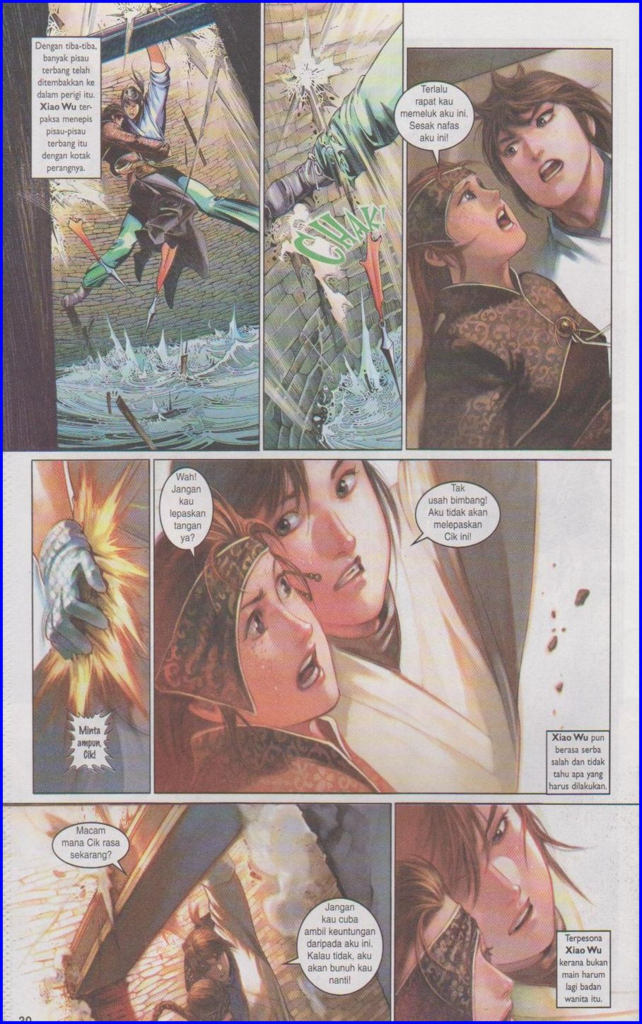 Dengan tiba-tiba,
banyak pisau
terbang telah
ditembakkan ke
dalam perigi itu.
Xiao Wu ter-
paksa menepis
pisau-pisau
terbang itu
dengan kotak
perangnya.
CHAK!
Terlalu
rapat kau
memeluk aku ini.
Sesak nafas
aku ini!
Minta
ampun,
Cik!
Wah!
Jangan
kau
lepaskan
tangan
ya?
Tak
usah bimbang!
Aku tidak akan
melepaskan
Cik ini!
Xiao Wu pun
berasa serba
salah dan tidak
tahu apa yang
harus dilakukan.
Macam
mana Cik rasa
sekarang?
Jangan
kau cuba
ambil keuntungan
daripada aku ini.
Kalau tidak, aku
akan bunuh kau
nanti!
Terpesona
Xiao Wu
kerana bukan
main harum
lagi badan
wanita itu.